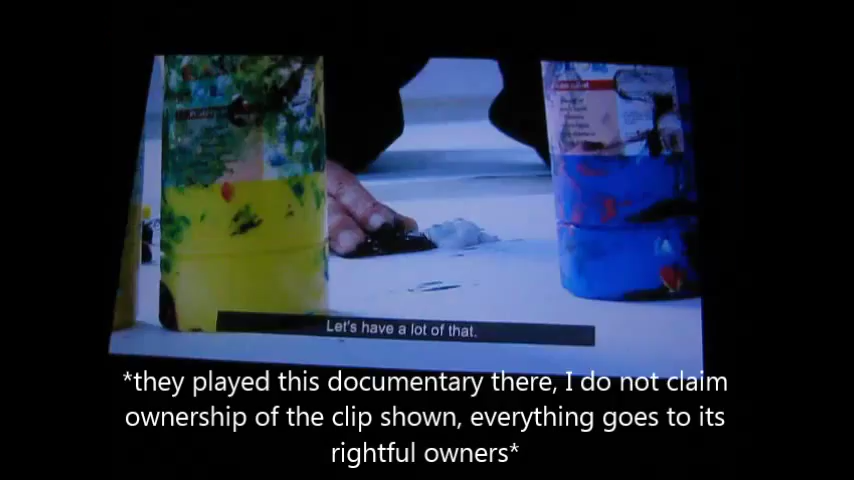 Let's have a lot of that.
*they played this documentary there, I do not claim
ownership of the clip shown, everything goes to its
rightful owners*